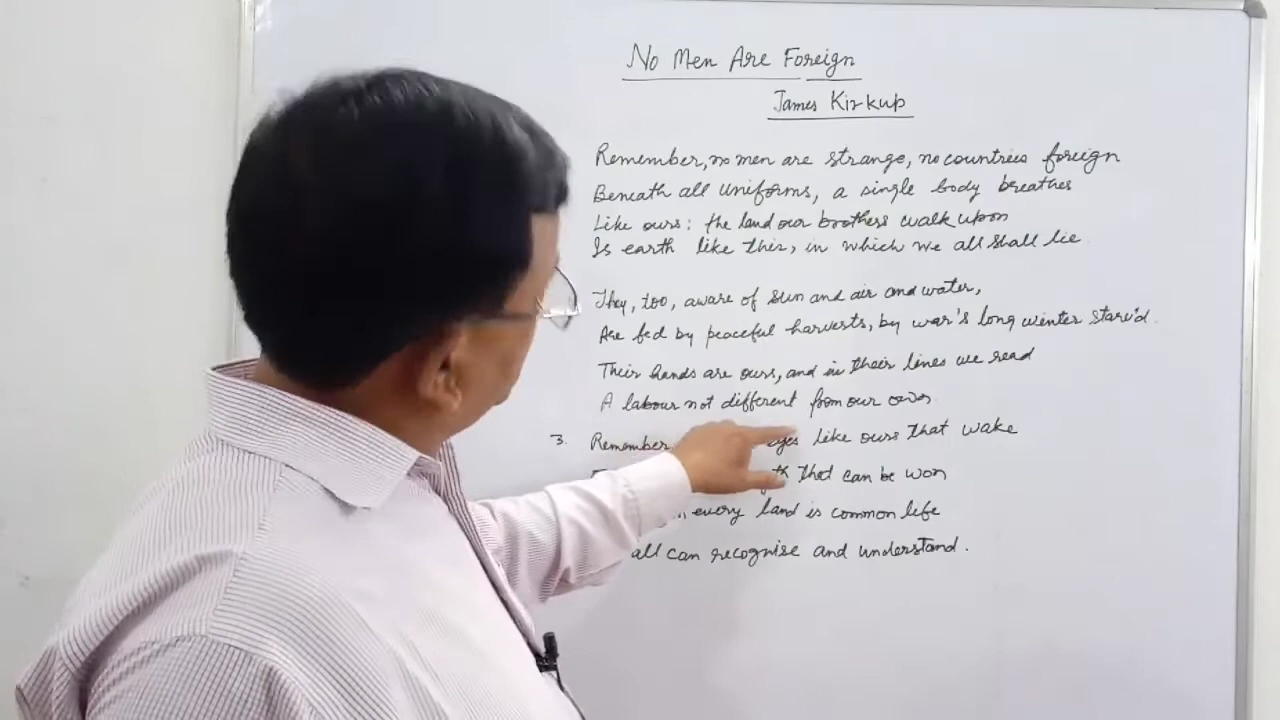 No Men Are Foreign
James Kirkup
Remember, no men are strange, no countries foreign
Beneath all uniforms, a single body breathes
Like ours: the land our brothers walk upon
Is earth like this, in which we all shall lie
They, too, aware of sun and air and water,
Are fed by peaceful harvests, by war's long winter starv'd.
Their hands are ours, and in their lines we read
A labour not different from our own
3. Remember eyes like ours that wake
that can be won
every land is common life
all can recognise and understand.